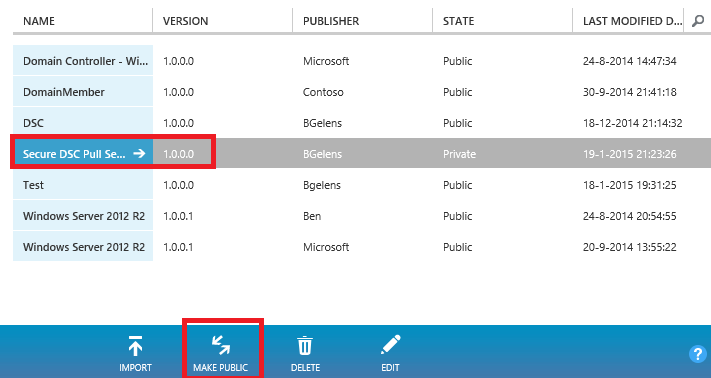 NAME VERSION PUBLISHER STATE LAST MODIFIED D...
Domain Controller - Wi... 1.0.0.0 Microsoft Public 24-8-2014 14:47:34
DomainMember 1.0.0.0 Contoso Public 30-9-2014 21:41:18
DSC 1.0.0.0 BGelens Public 18-12-2014 21:14:32
Secure DSC Pull Se... → 1.0.0.0 BGelens Private 19-1-2015 21:23:26
Test 1.0.0.0 Bgelens Public 18-1-2015 19:31:25
Windows Server 2012 R2 1.0.0.1 Ben Public 24-8-2014 20:54:55
Windows Server 2012 R2 1.0.0.1 Microsoft Public 20-9-2014 13:55:22
IMPORT MAKE PUBLIC DELETE EDIT ?